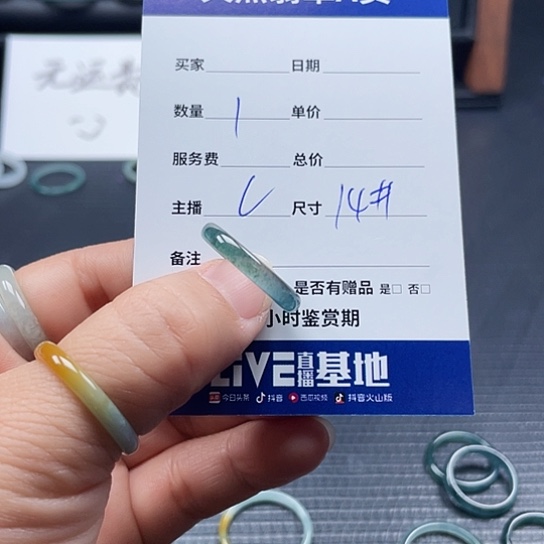 买家 日期
数量 1 单价
服务费 总价
主播 尺寸 14#
备注
是否有赠品 是□ 否□
小时鉴赏期
LIVE直播基地
今日头条 抖音 西瓜视频 抖音火山版